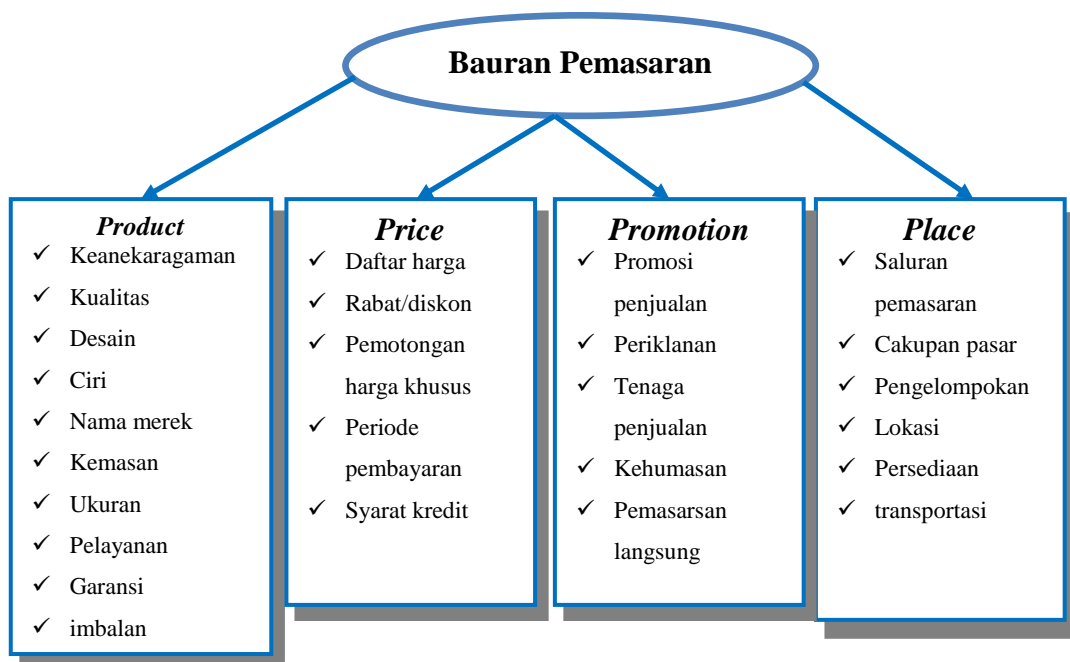 Bauran Pemasaran
Product
✓ Keanekaragaman
✓ Kualitas
✓ Desain
✓ Ciri
✓ Nama merek
✓ Kemasan
✓ Ukuran
✓ Pelayanan
✓ Garansi
✓ imbalan
Price
✓ Daftar harga
✓ Rabat/diskon
✓ Pemotongan
harga khusus
✓ Periode
pembayaran
✓ Syarat kredit
Promotion
✓ Promosi
penjualan
✓ Periklanan
✓ Tenaga
penjualan
✓ Kehumasan
✓ Pemasarsan
langsung
Place
✓ Saluran
pemasaran
✓ Cakupan pasar
✓ Pengelompokan
✓ Lokasi
✓ Persediaan
✓ transportasi